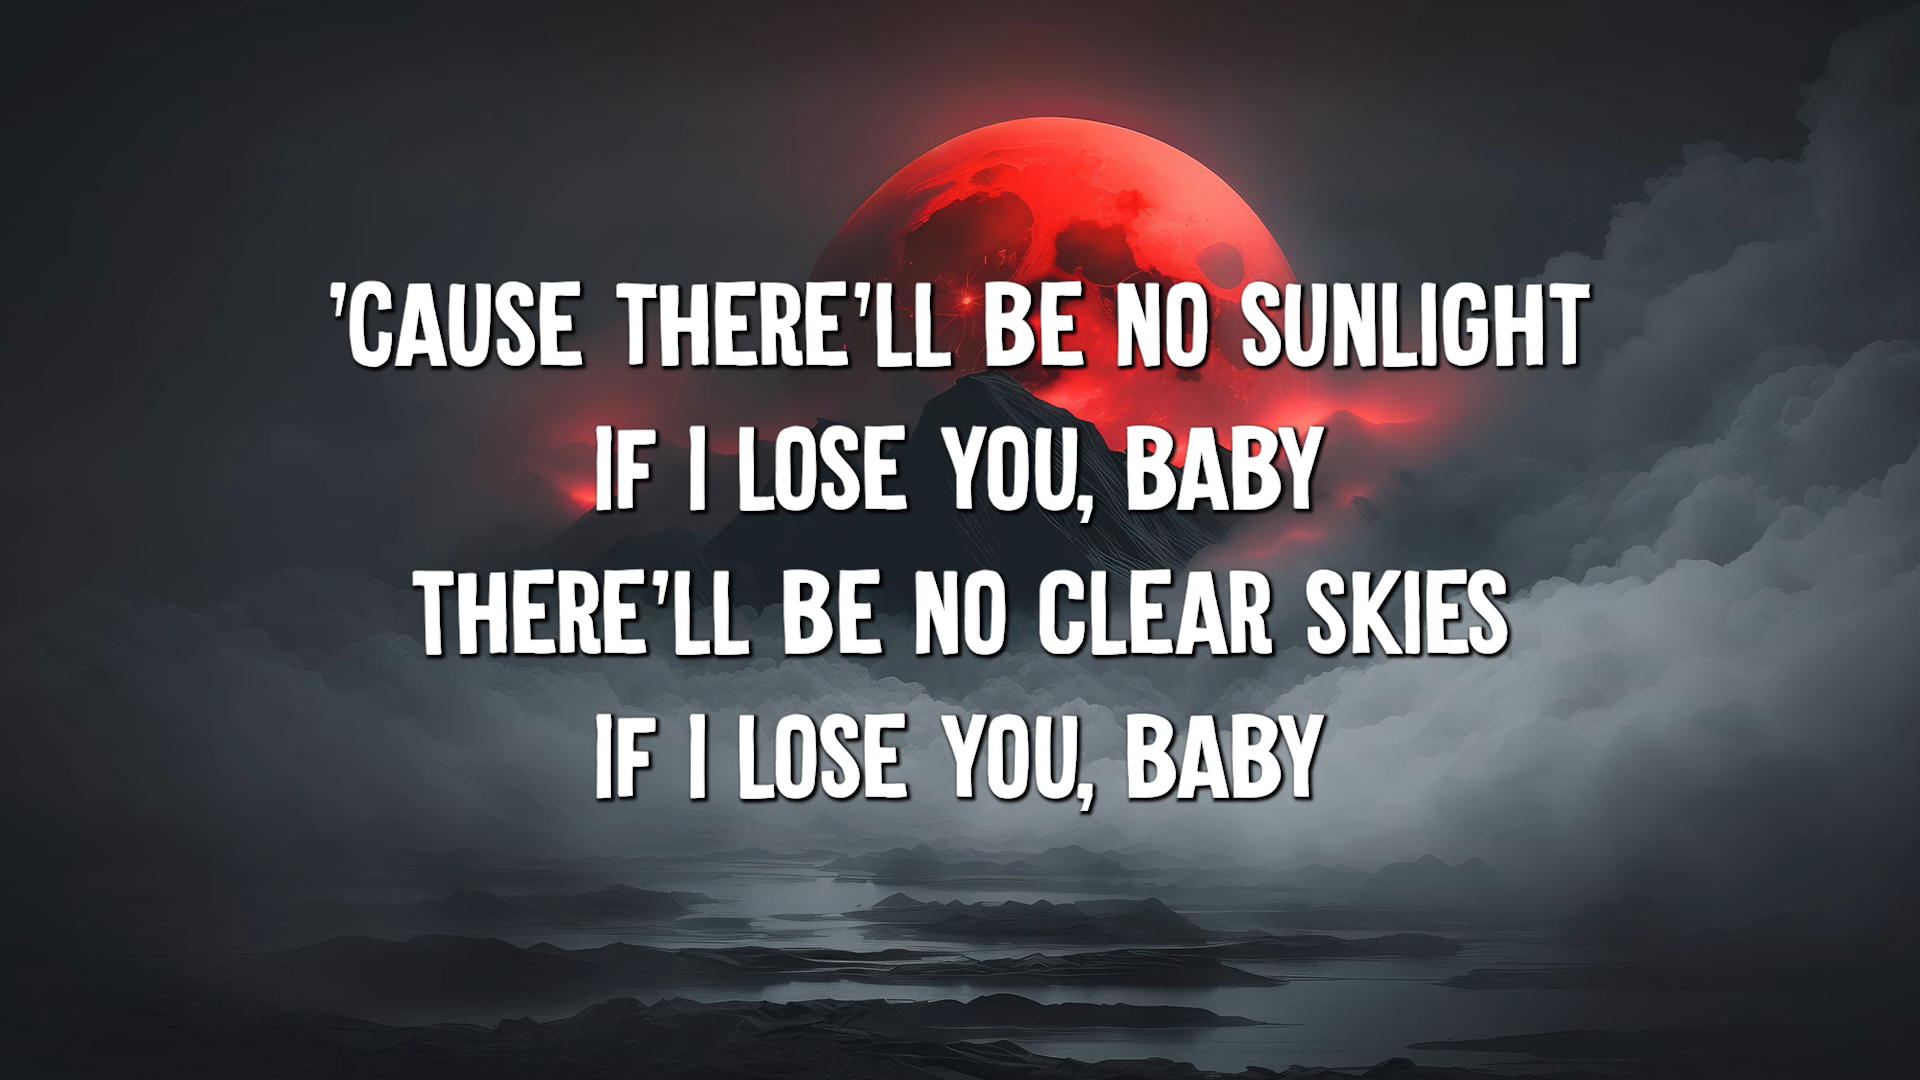 'CAUSE THERE'LL BE NO SUNLIGHT
IF I LOSE YOU, BABY
THERE'LL BE NO CLEAR SKIES
IF I LOSE YOU, BABY